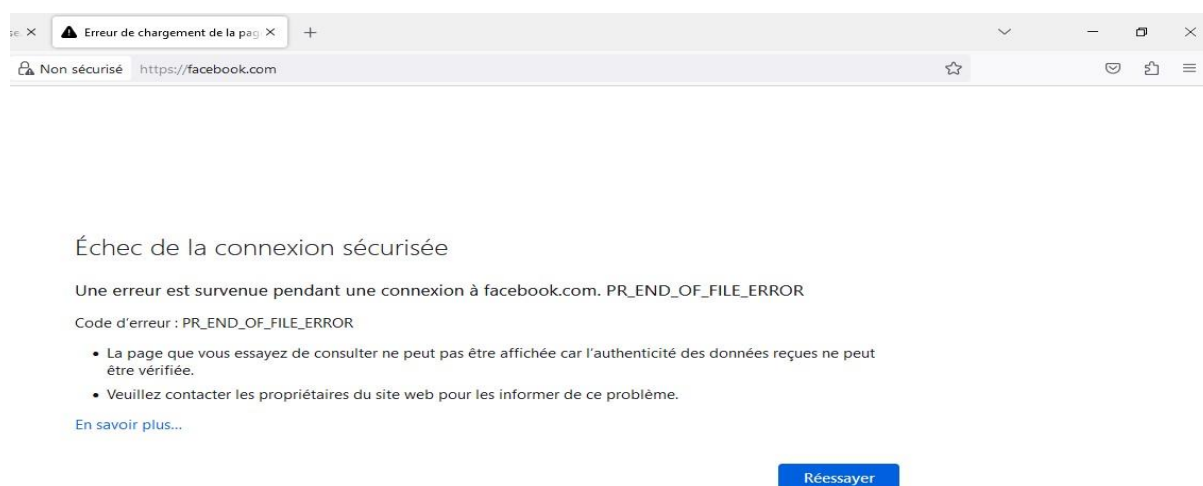 Erreur de chargement de la pag
Non sécurisé https://facebook.com
Échec de la connexion sécurisée
Une erreur est survenue pendant une connexion à facebook.com. PR_END_OF_FILE_ERROR
Code d’erreur : PR_END_OF_FILE_ERROR
• La page que vous essayez de consulter ne peut pas être affichée car l’authenticité des données reçues ne peut
être vérifiée.
• Veuillez contacter les propriétaires du site web pour les informer de ce problème.
En savoir plus...
Réessayer